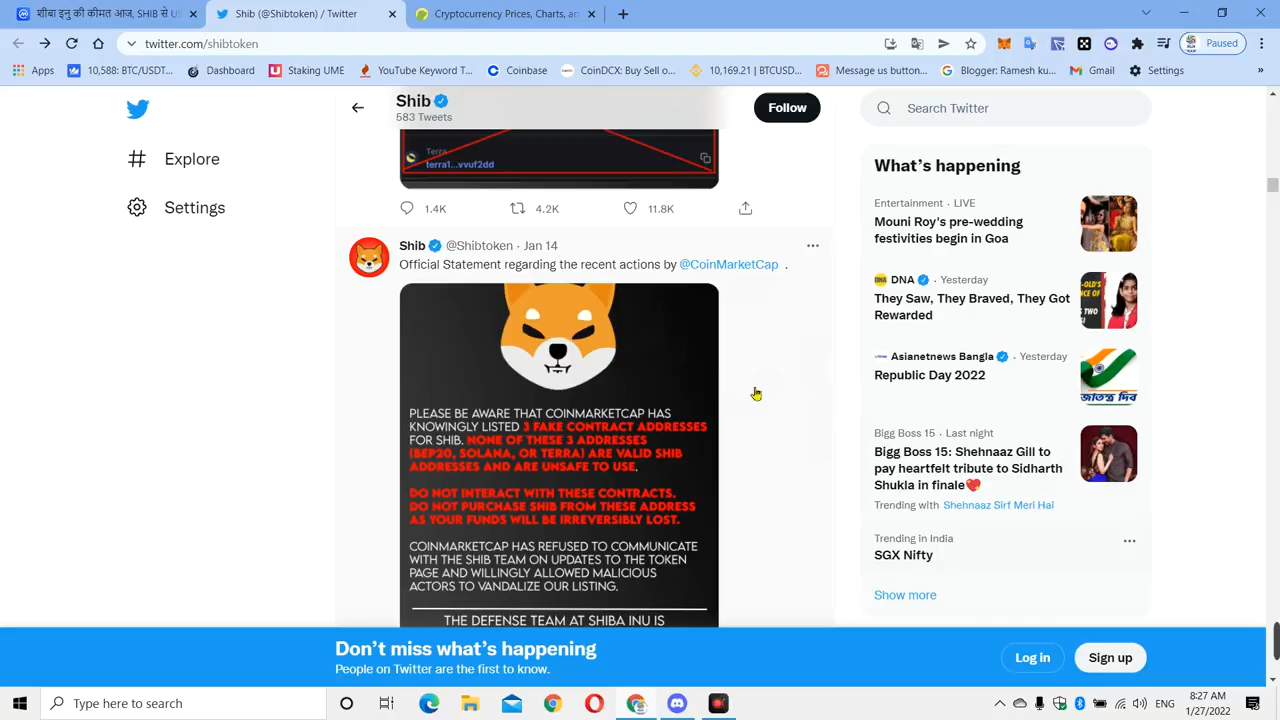 शीबा इनु की कीमत आज, SHIB से U
Shib (@Shibtoken) / Twitter
Cryptocurrency Prices, Charts, an
twitter.com/shibtoken
Paused
Apps
10,588: BTC/USDT...
Dashboard
Staking UME
YouTube Keyword T...
Coinbase
CoinDCX: Buy Sel o...
10,169.21 | BTCUSD...
Message us button...
Blogger: Ramesh ku...
Gmail
Settings
»
Explore
Settings
Shib
583 Tweets
Follow
Terra
terra1...vvuf2dd
1.4K
4.2K
11.8K
Shib @Shibtoken · Jan 14
Official Statement regarding the recent actions by @CoinMarketCap .
PLEASE BE AWARE THAT COINMARKETCAP HAS
KNOWINGLY LISTED 3 FAKE CONTRACT ADDRESSES
FOR SHIB. NONE OF THESE 3 ADDRESSES
(BEP20, SOLANA, OR TERRA) ARE VALID SHIB
ADDRESSES AND ARE UNSAFE TO USE.
DO NOT INTERACT WITH THESE CONTRACTS.
DO NOT PURCHASE SHIB FROM THESE ADDRESS
AS YOUR FUNDS WILL BE IRREVERSIBLY LOST.
COINMARKETCAP HAS REFUSED TO COMMUNICATE
WITH THE SHIB TEAM ON UPDATES TO THE TOKEN
PAGE AND WILLINGLY ALLOWED MALICIOUS
ACTORS TO VANDALIZE OUR LISTING.
THE DEFENSE TEAM AT SHIBA INU IS
Search Twitter
What's happening
Entertainment · LIVE
Mouni Roy's pre-wedding
festivities begin in Goa
DNA · Yesterday
They Saw, They Braved, They Got
Rewarded
Asianetnews Bangla · Yesterday
Republic Day 2022
Bigg Boss 15 · Last night
Bigg Boss 15: Shehnaaz Gill to
pay heartfelt tribute to Sidharth
Shukla in finale
Trending with Shehnaaz Sirf Meri Hai
Trending in India
SGX Nifty
Show more
Don't miss what's happening
People on Twitter are the first to know.
Log in
Sign up
Type here to search
ENG
8:27 AM
1/27/2022